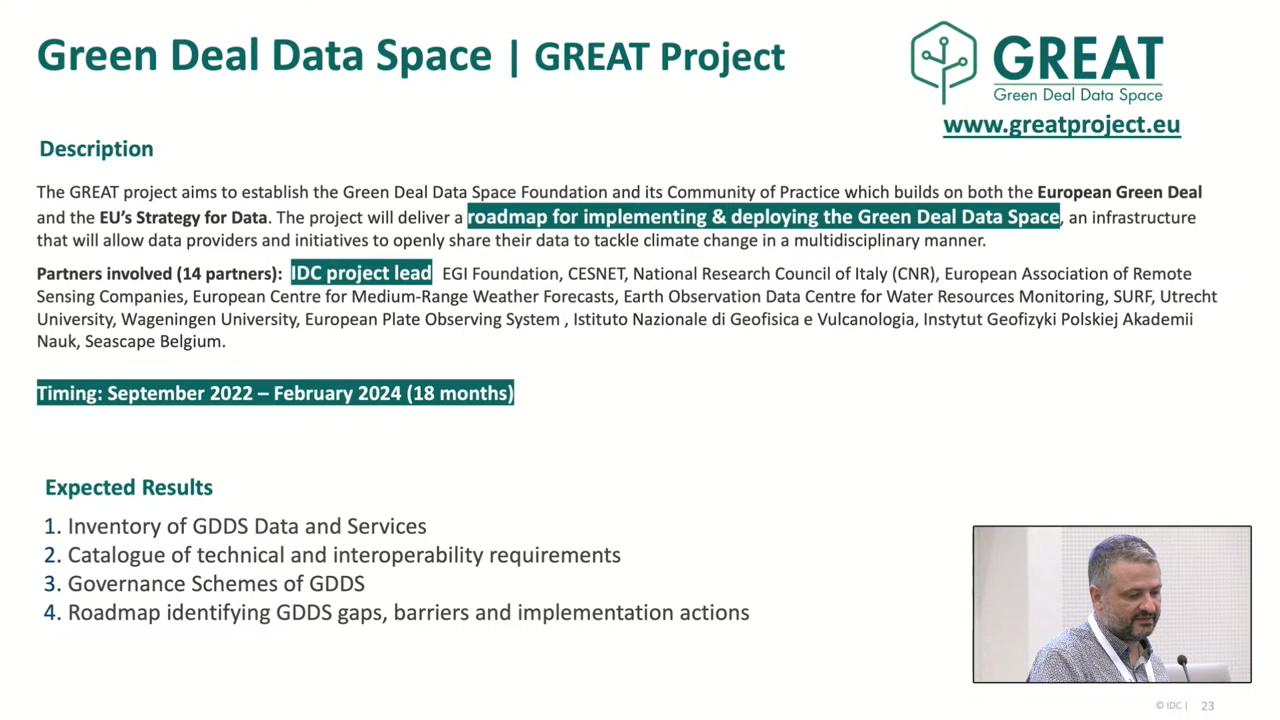 Green Deal Data Space | GREAT Project
GREAT
Green Deal Data Space
www.greatproject.eu
Description
The GREAT project aims to establish the Green Deal Data Space Foundation and its Community of Practice which builds on both the European Green Deal
and the EU's Strategy for Data. The project will deliver a roadmap for implementing & deploying the Green Deal Data Space, an infrastructure
that will allow data providers and initiatives to openly share their data to tackle climate change in a multidisciplinary manner.
Partners involved (14 partners): IDC project lead EGI Foundation, CESNET, National Research Council of Italy (CNR), European Association of Remote
Sensing Companies, European Centre for Medium-Range Weather Forecasts, Earth Observation Data Centre for Water Resources Monitoring, SURF, Utrecht
University, Wageningen University, European Plate Observing System , Istituto Nazionale di Geofisica e Vulcanologia, Instytut Geofizyki Polskiej Akademii
Nauk, Seascape Belgium.
Timing: September 2022 – February 2024 (18 months)
Expected Results
1. Inventory of GDDS Data and Services
2. Catalogue of technical and interoperability requirements
3. Governance Schemes of GDDS
4. Roadmap identifying GDDS gaps, barriers and implementation actions
© IDC | 23